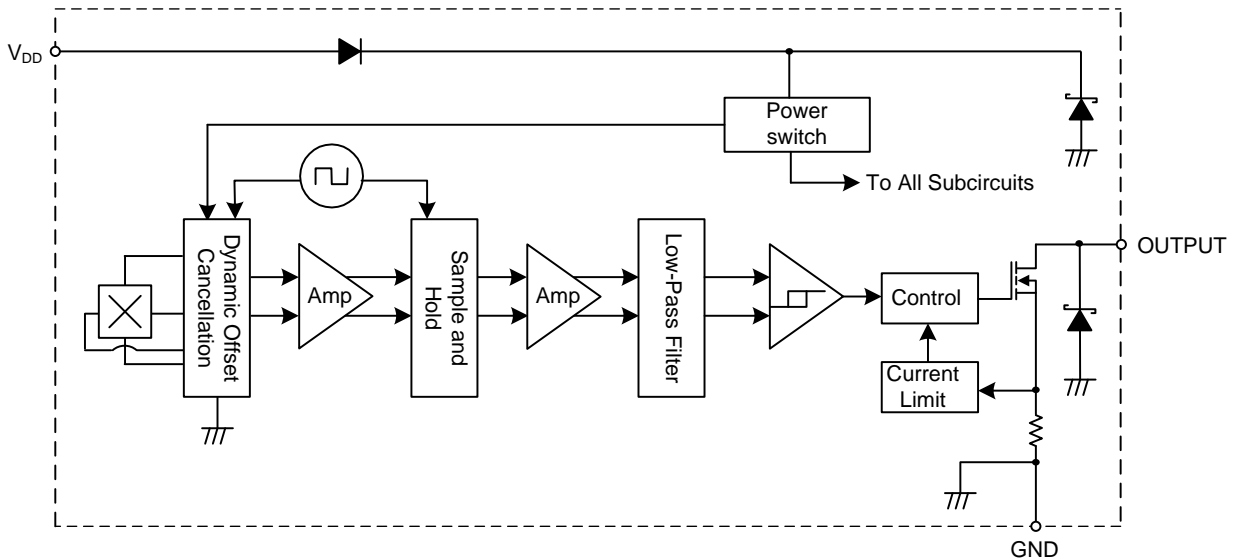 V_DD
Power
switch
To All Subcircuits
Dynamic Offset
Cancellation
Amp
Sample and
Hold
Amp
Low-Pass Filter
Control
Current
Limit
OUTPUT
GND